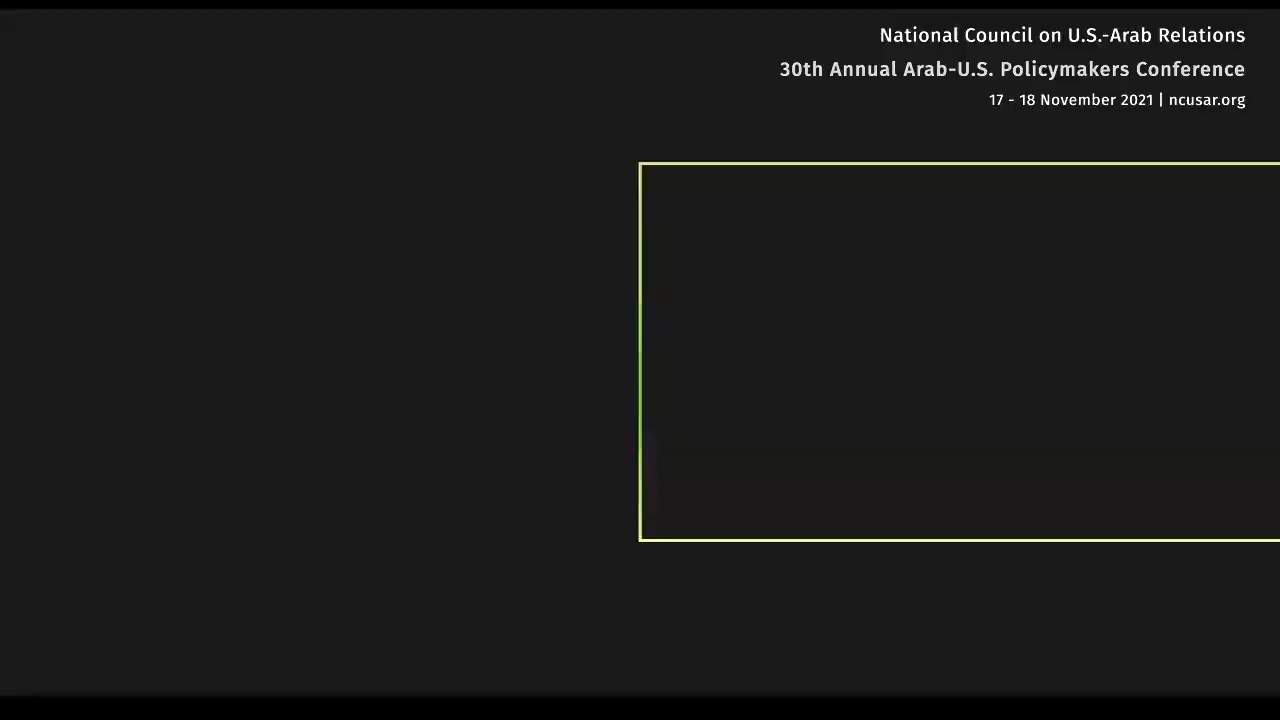 National Council on U.S.-Arab Relations
30th Annual Arab-U.S. Policymakers Conference
17 - 18 November 2021 | ncusar.org